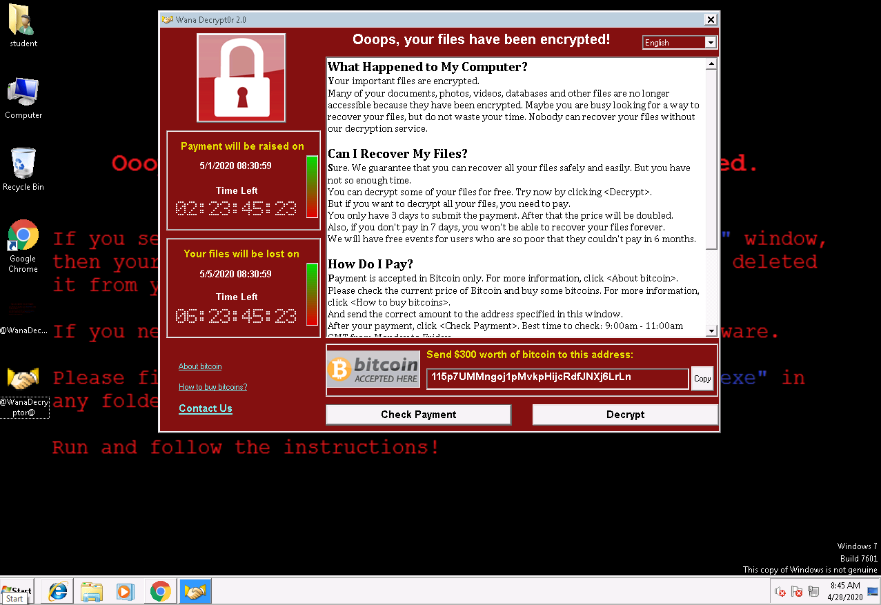 student
Computer
Recycle Bin
Google
Chrome
@WanaDec...
@WanaDecry
ptor@
Wana Decrypt0r 2.0
Ooops, your files have been encrypted!
English
Payment will be raised on
5/1/2020 08:30:59
Time Left
02:23:45:23
Your files will be lost on
5/5/2020 08:30:59
Time Left
06:23:45:23
About bitcoin
How to buy bitcoins?
Contact Us
What Happened to My Computer?
Your important files are encrypted.
Many of your documents, photos, videos, databases and other files are no longer
accessible because they have been encrypted. Maybe you are busy looking for a way to
recover your files, but do not waste your time. Nobody can recover your files without
our decryption service.
Can I Recover My Files?
Sure. We guarantee that you can recover all your files safely and easily. But you have
not so enough time.
You can decrypt some of your files for free. Try now by clicking <Decrypt>.
But if you want to decrypt all your files, you need to pay.
You only have 3 days to submit the payment. After that the price will be doubled.
Also, if you don't pay in 7 days, you won't be able to recover your files forever.
We will have free events for users who are so poor that they couldn't pay in 6 months.
How Do I Pay?
Payment is accepted in Bitcoin only. For more information, click <About bitcoin>.
Please check the current price of Bitcoin and buy some bitcoins. For more information,
click <How to buy bitcoins>.
And send the correct amount to the address specified in this window.
After your payment, click <Check Payment>. Best time to check: 9:00am - 11:00am
GMT from Monday to Friday.
bitcoin
ACCEPTED HERE
Send $300 worth of bitcoin to this address:
115p7UMMngoj1pMvkpHijcRdfJNXj6LrLn
Copy
Check Payment
Decrypt
Ooo
ed.
If you se
" window,
then your
deleted
it from y
If you ne
ware.
Please fi
exe" in
any folde
Run and follow the instructions!
Windows 7
Build 7601
This copy of Windows is not genuine
Start
Start
8:45 AM
4/28/2020